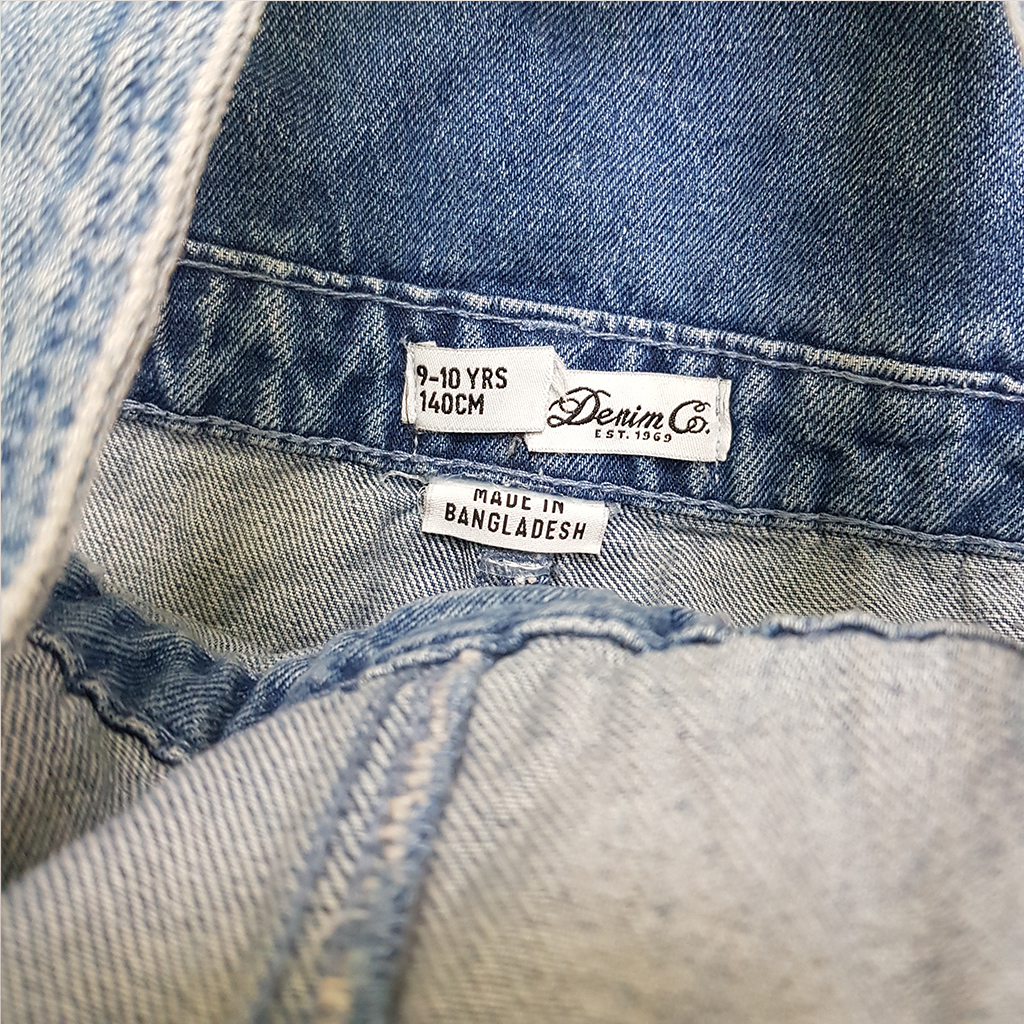 9-10 YRS
140CM
Denim Co.
EST. 1969
MADE IN
BANGLADESH